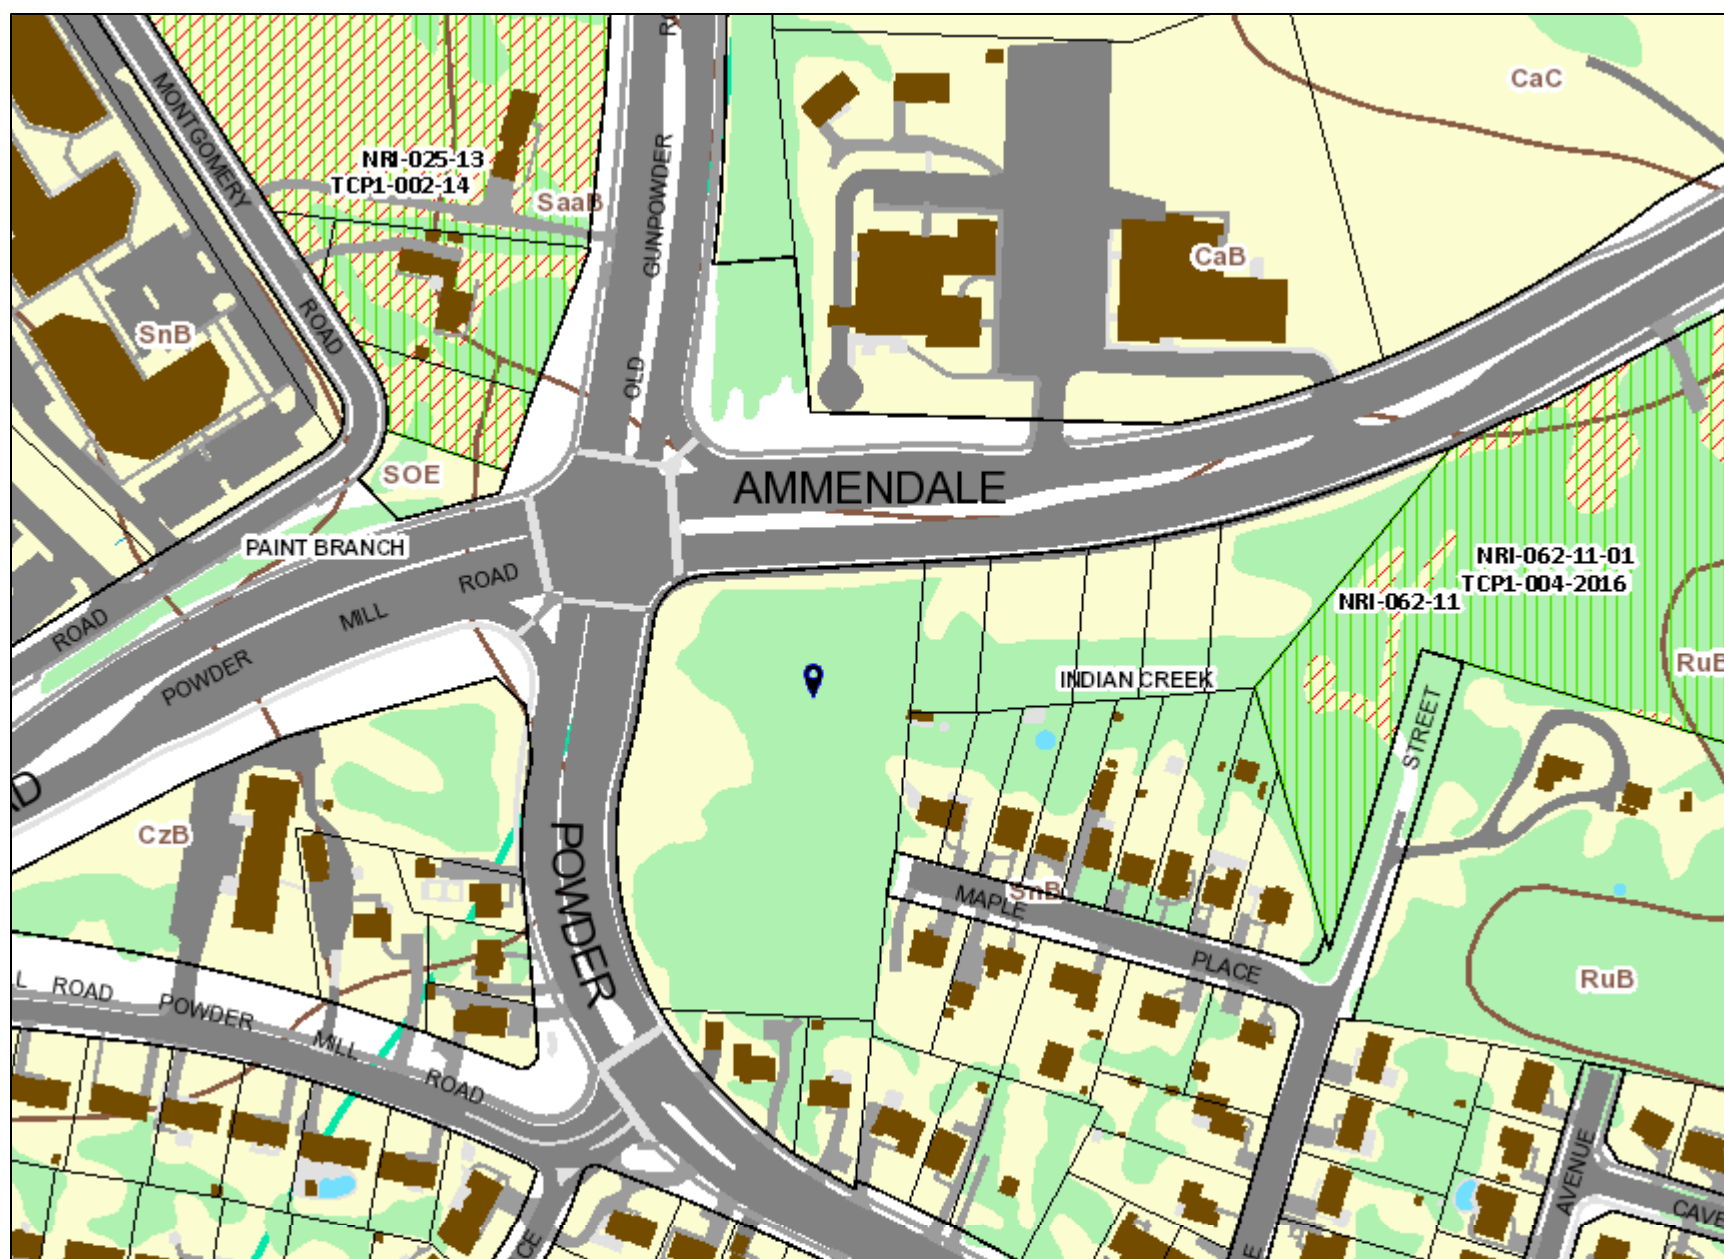 MONTGOMERY
ROAD
NRI-025-13
TCP1-002-14
SaaB
OLD
GUNPOWDER
CaC
CaB
SnB
SOE
AMMENDALE
PAINT BRANCH
ROAD
POWDER
MILL
ROAD
NRI-062-11-01
TCP1-004-2016
NRI-062-11
RuB
INDIAN CREEK
STREET
CzB
POWDER
SnB
MAPLE
PLACE
RuB
ROAD
POWDER
MILL
ROAD
AVENUE
CAVE